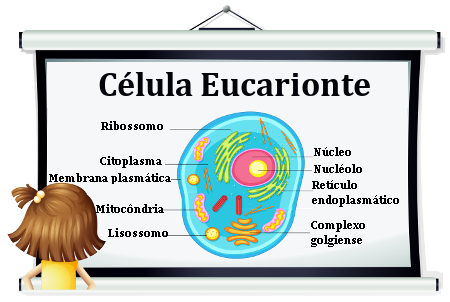 Célula Eucarionte
Ribossomo
Citoplasma
Membrana plasmática
Mitocôndria
Lisossomo
Núcleo
Nucléolo
Retículo
endoplasmático
Complexo
golgiense